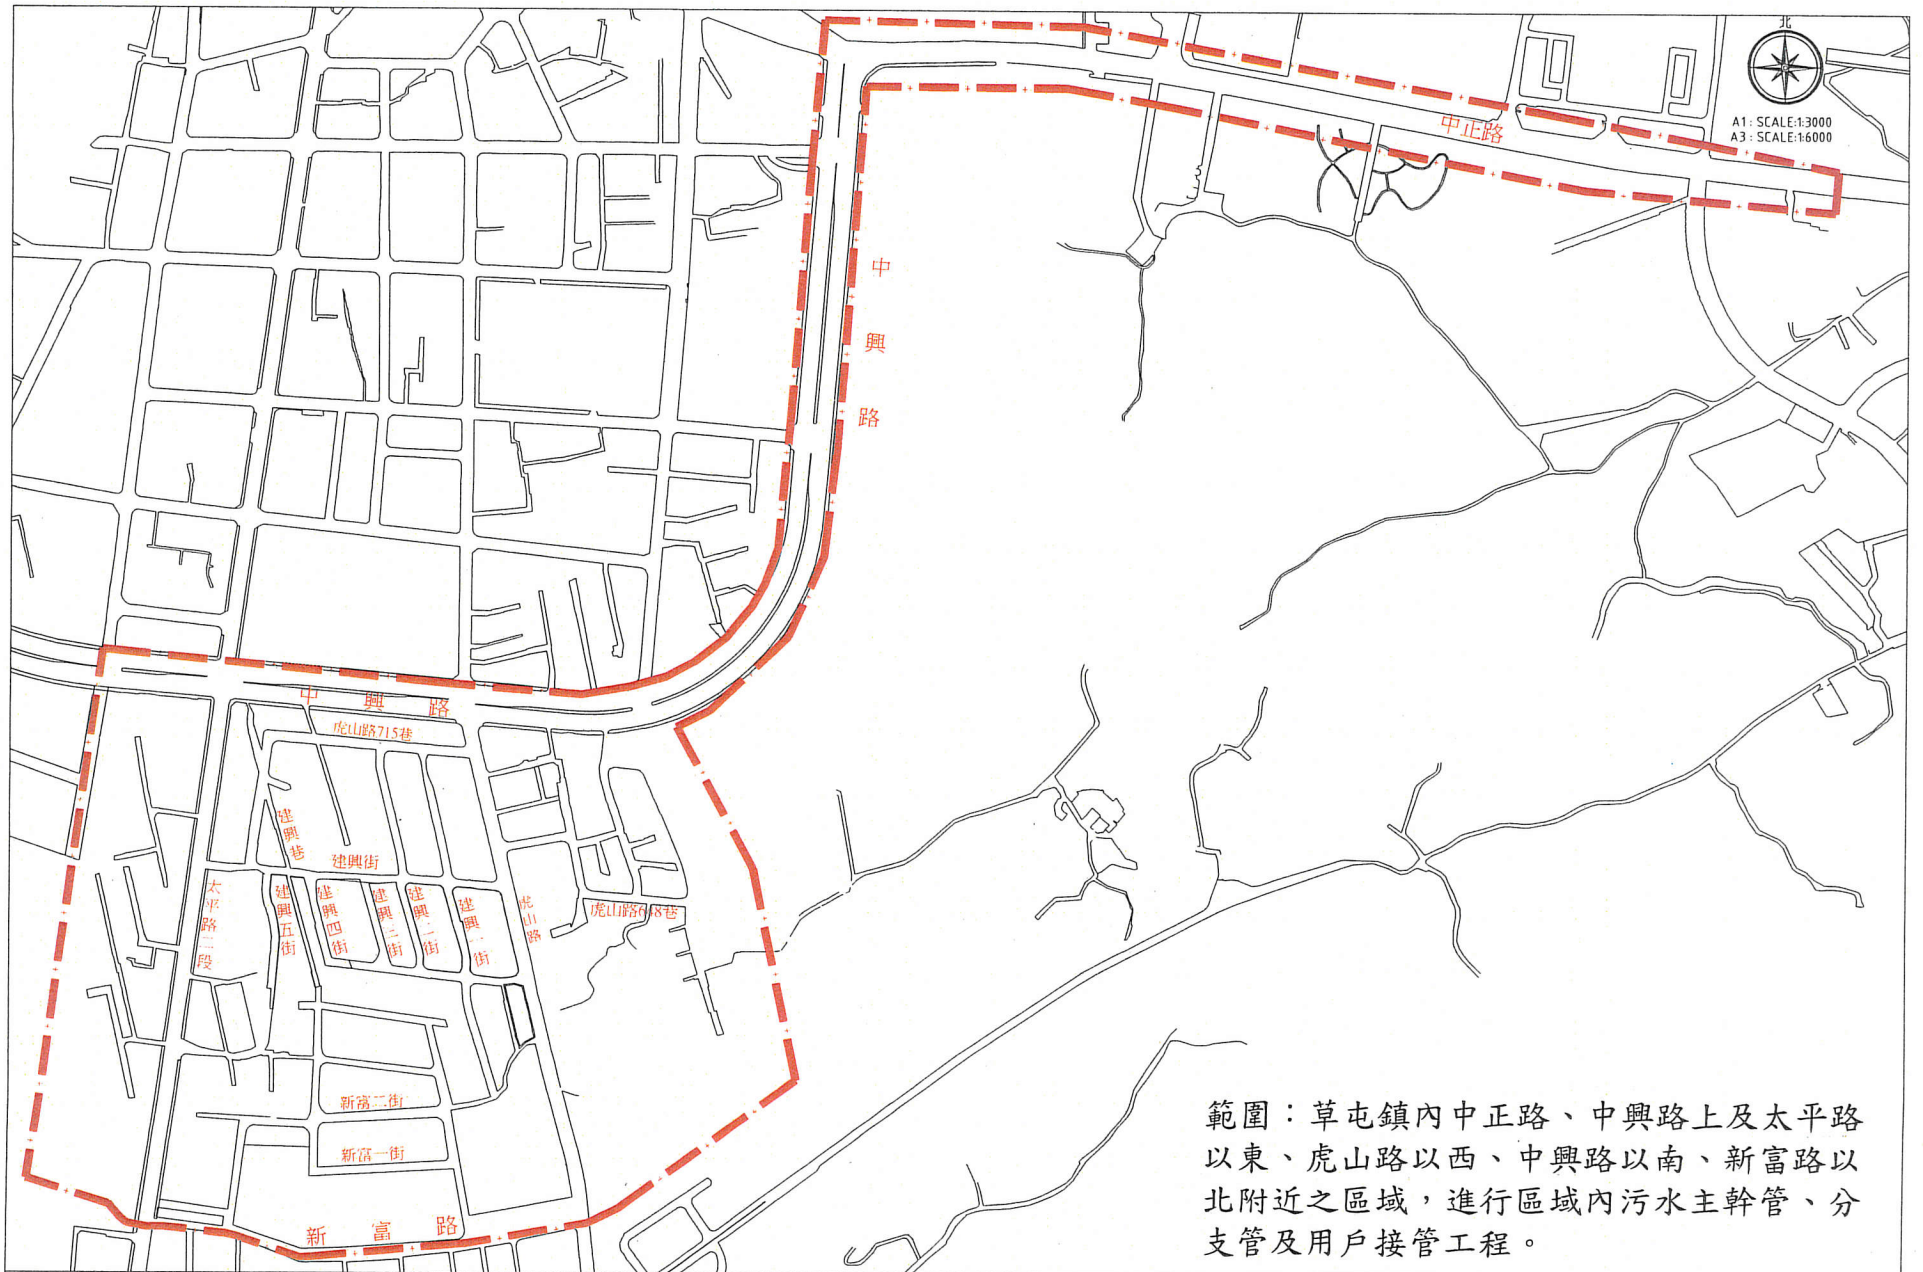 北
A1: SCALE:1:3000
A3: SCALE:1:6000
中正路
中興路
中興路
虎山路715巷
建興巷
建興街
太平路二段
建興五街
建興四街
建興三街
建興二街
建興一街
虎山路
虎山路648巷
新富二街
新富一街
新富路
範圍：草屯鎮內中正路、中興路上及太平路
以東、虎山路以西、中興路以南、新富路以
北附近之區域，進行區域內污水主幹管、分
支管及用戶接管工程。